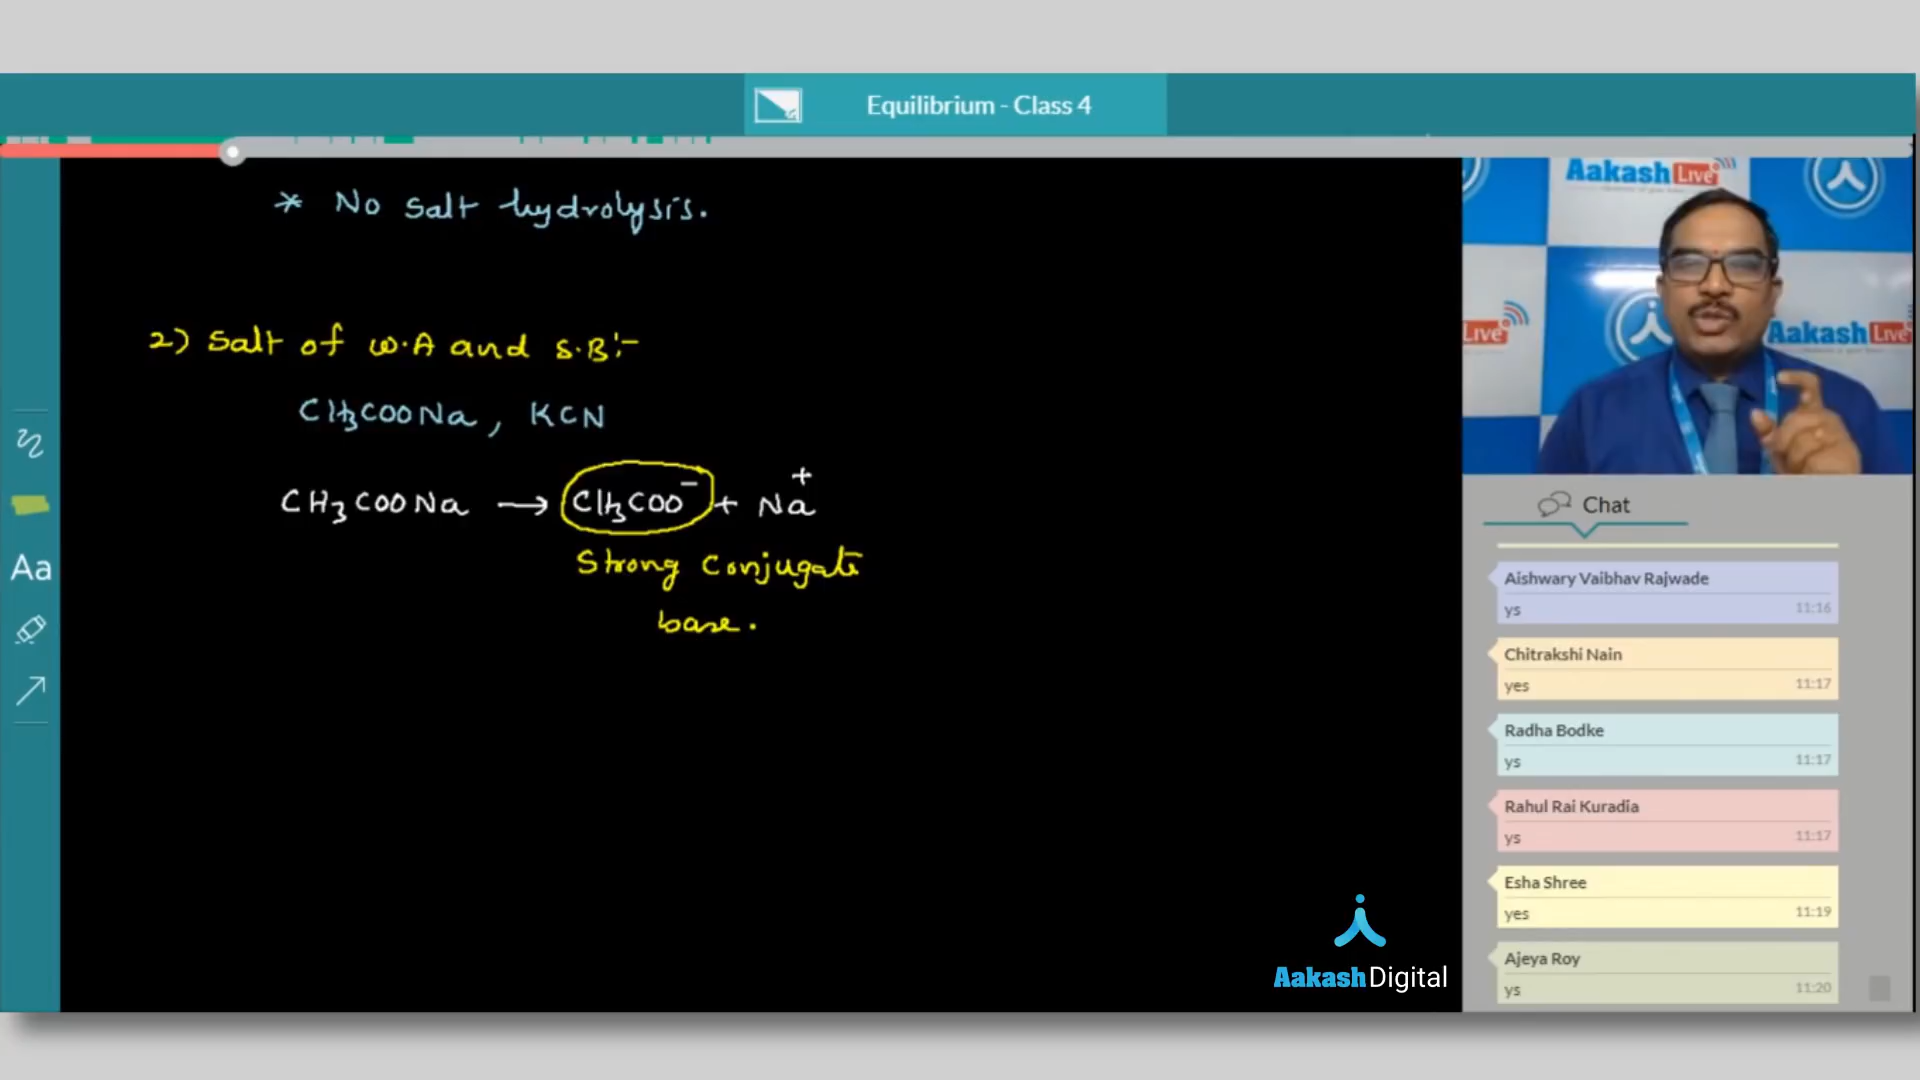 Equilibrium - Class 4
* No salt hydrolysis.
2) Salt of W.A and S.B:-
CH3COONa, KCN
CH3COONa → CH3COO⁻ + Na⁺
Strong conjugate
base.
Aa
AakashDigital
Aakash LIVE
LIVE
Aakash LIVE
Chat
Aishwary Vaibhav Rajwade
ys 11:16
Chitrakshi Nain
yes 11:17
Radha Bodke
ys 11:17
Rahul Rai Kuradia
ys 11:17
Esha Shree
yes 11:19
Ajeya Roy
ys 11:20